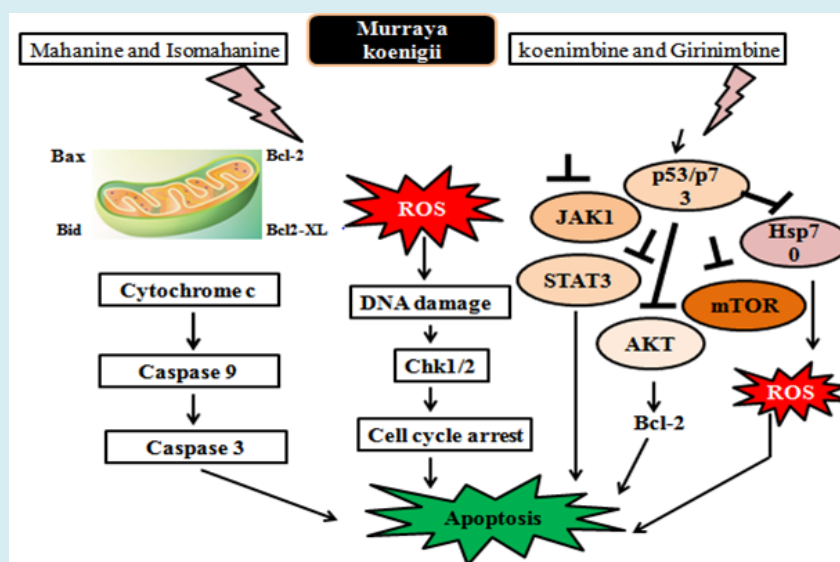 Murraya
koenigii
Mahanine and Isomahanine
koenimbine and Girinimbine
Bax
Bcl-2
Bid
Bcl2-XL
Cytochrome c
Caspase 9
Caspase 3
ROS
DNA damage
Chk1/2
Cell cycle arrest
p53/p7
3
JAK1
Hsp7
0
STAT3
mTOR
AKT
Bcl-2
ROS
Apoptosis